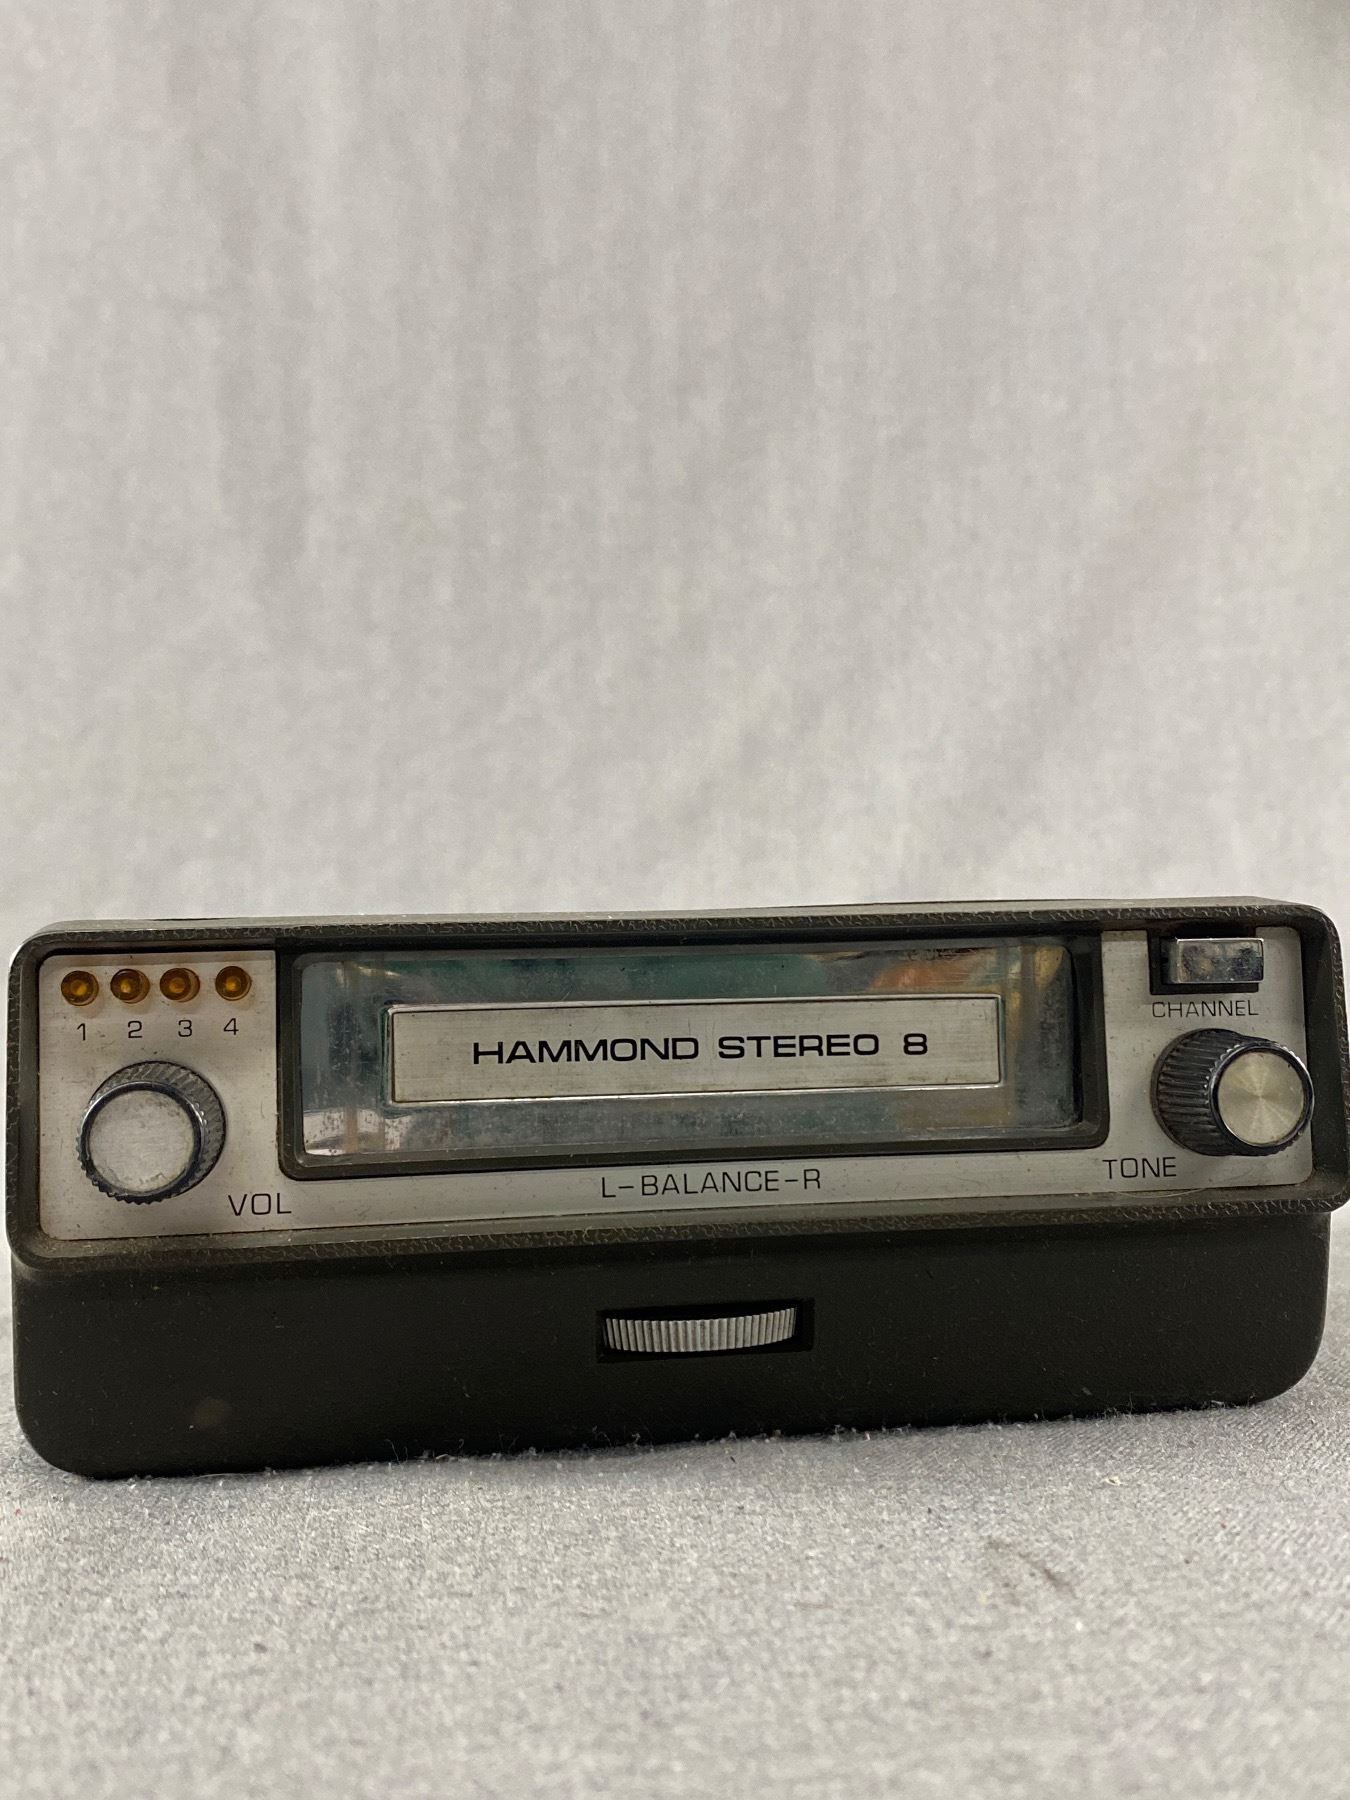 1 2 3 4
HAMMOND STEREO 8
CHANNEL
VOL
L-BALANCE-R
TONE